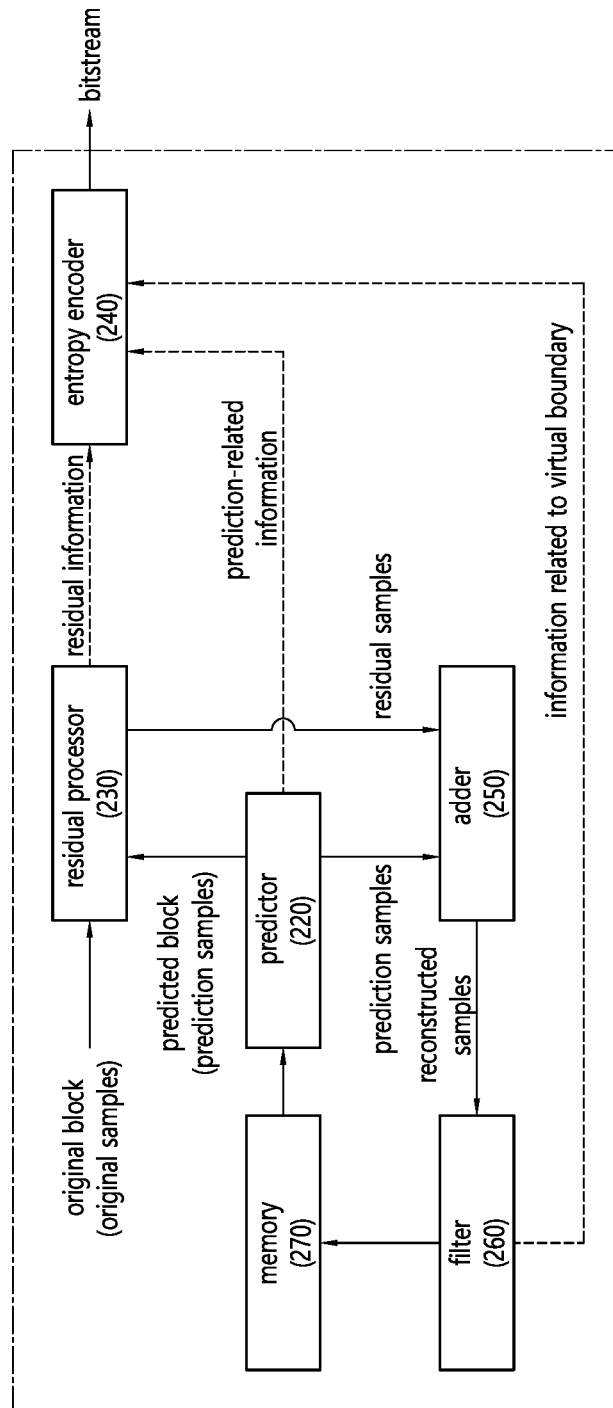 original block
(original samples)
residual processor
(230)
residual information
entropy encoder
(240)
bitstream
predicted block
(prediction samples)
prediction-related
information
memory
(270)
predictor
(220)
prediction samples
residual samples
reconstructed
samples
filter
(260)
adder
(250)
information related to virtual boundary